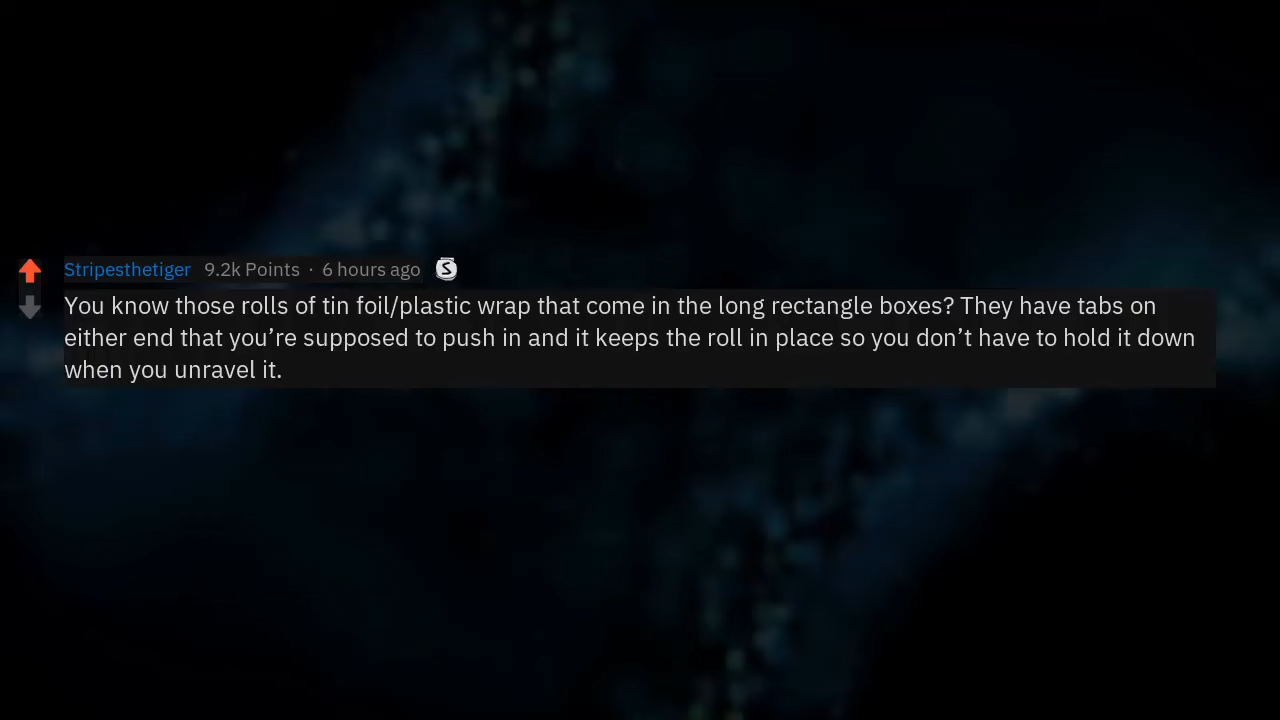 Stripesthetiger 9.2k Points · 6 hours ago S
You know those rolls of tin foil/plastic wrap that come in the long rectangle boxes? They have tabs on
either end that you’re supposed to push in and it keeps the roll in place so you don’t have to hold it down
when you unravel it.